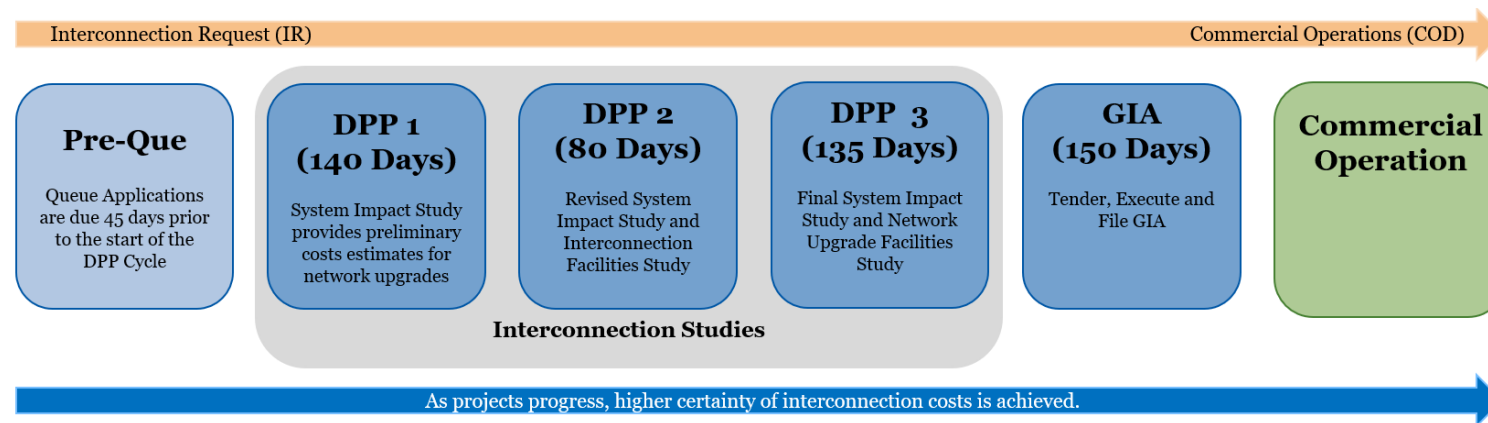 Interconnection Request (IR)
Commercial Operations (COD)
Pre-Que
Queue Applications
are due 45 days prior
to the start of the
DPP Cycle
DPP 1
(140 Days)
System Impact Study
provides preliminary
costs estimates for
network upgrades
DPP 2
(80 Days)
Revised System
Impact Study and
Interconnection
Facilities Study
DPP 3
(135 Days)
Final System Impact
Study and Network
Upgrade Facilities
Study
GIA
(150 Days)
Tender, Execute and
File GIA
Commercial
Operation
Interconnection Studies
As projects progress, higher certainty of interconnection costs is achieved.